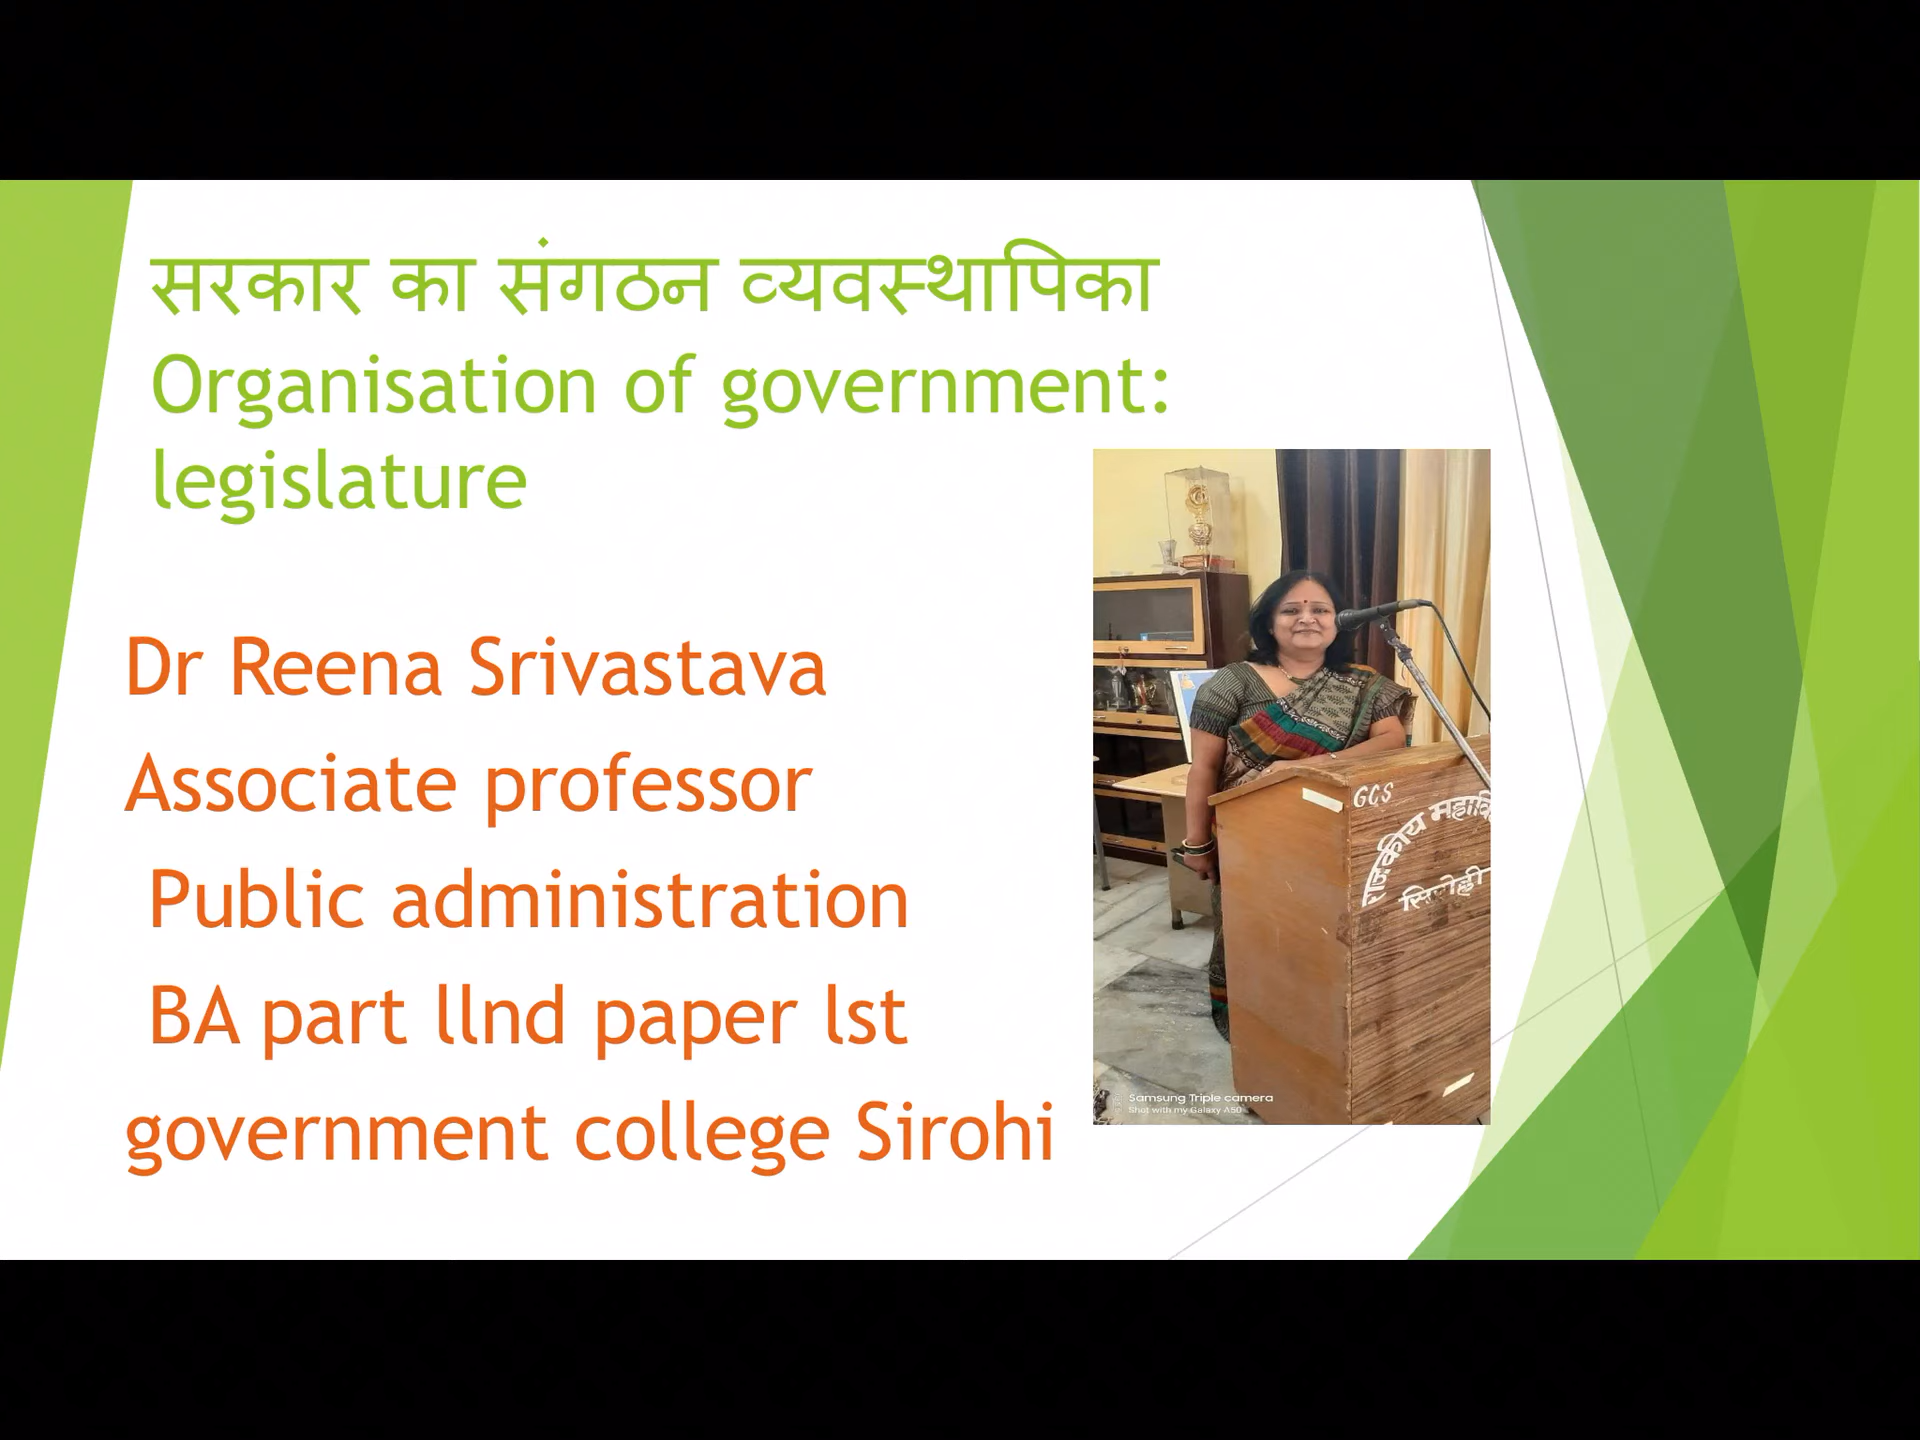 सरकार का संगठन व्यवस्थापिका
Organisation of government:
legislature
Dr Reena Srivastava
Associate professor
Public administration
BA part llnd paper lst
government college Sirohi
GCS
राजकीय
सिरोही
Samsung Triple camera
Shot with my Galaxy A50